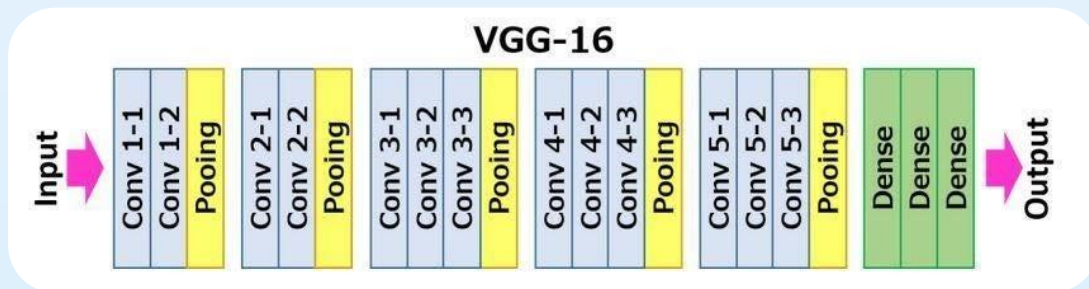 VGG-16
Input
Conv 1-1
Conv 1-2
Pooing
Conv 2-1
Conv 2-2
Pooing
Conv 3-1
Conv 3-2
Conv 3-3
Pooing
Conv 4-1
Conv 4-2
Conv 4-3
Pooing
Conv 5-1
Conv 5-2
Conv 5-3
Pooing
Dense
Dense
Dense
Output